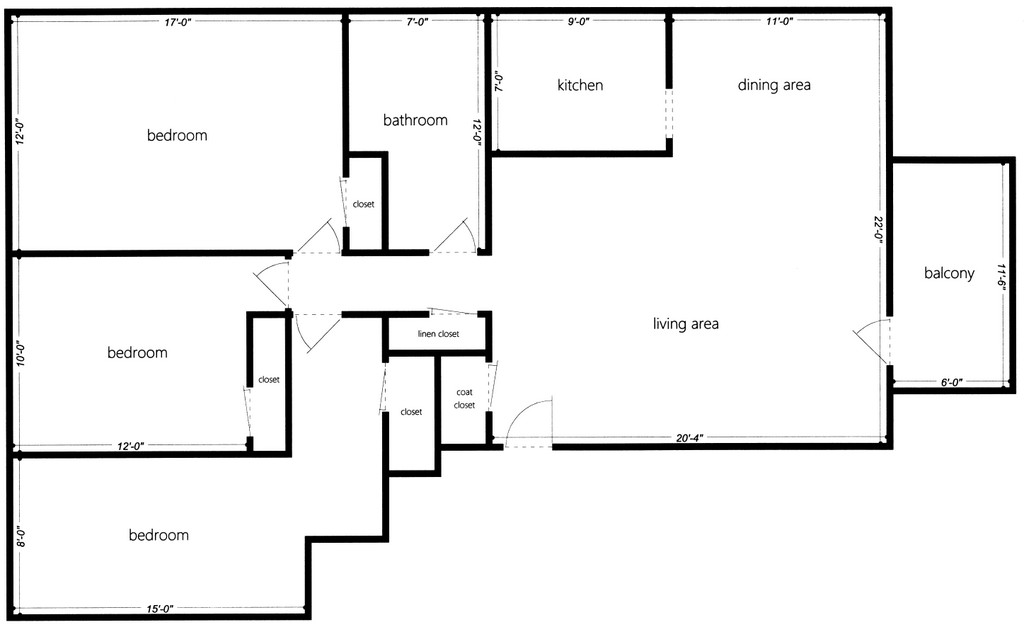 17'-0"
7'-0"
9'-0"
11'-0"
12'-0"
bedroom
bathroom
12'-0"
7'-0"
kitchen
dining area
closet
22'-0"
balcony
11'-6"
6'-0"
living area
linen closet
10'-0"
bedroom
closet
12'-0"
closet
coat
closet
20'-4"
8'-0"
bedroom
15'-0"